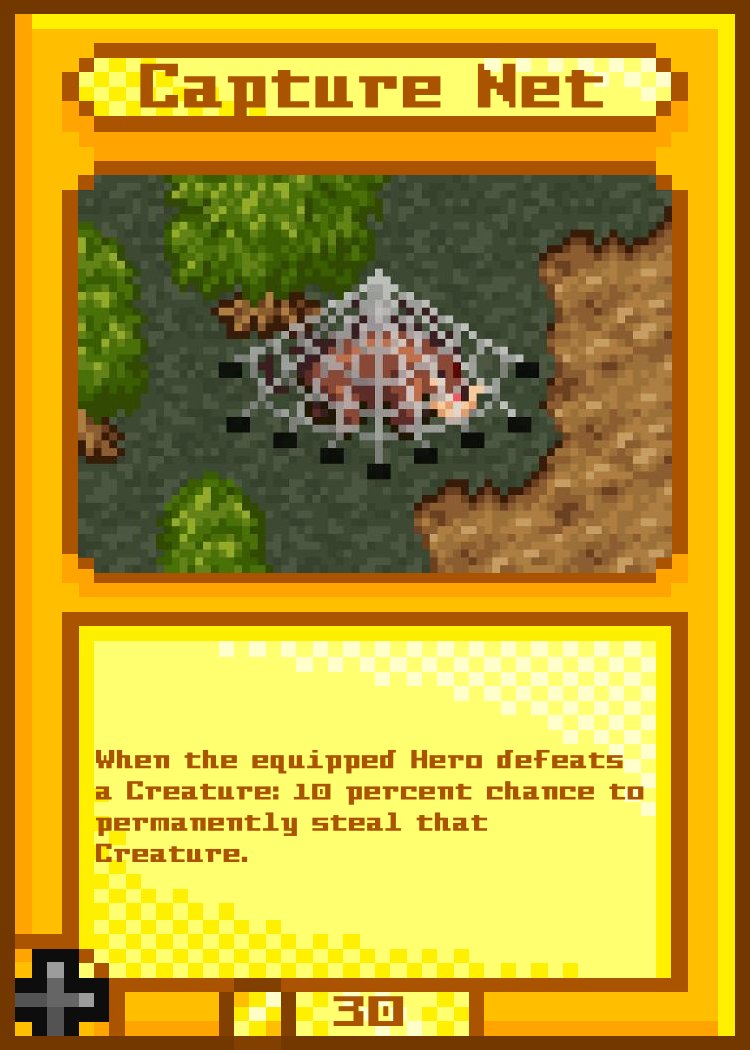 Capture Net
When the equipped Hero defeats
a Creature: 10 percent chance to
permanently steal that
Creature.
30